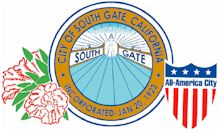 CITY OF SOUTH GATE, CALIFORNIA
SOUTH GATE
INCORPORATED-JAN 20, 1923
All-America City